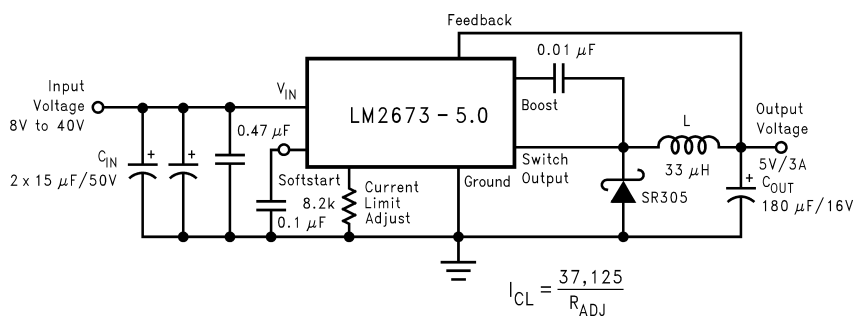 Feedback
0.01 μF
Input
Voltage
8V to 40V
V_IN
LM2673 - 5.0
Boost
L
Output
Voltage
C_IN
0.47 μF
2 x 15 μF/50V
Softstart
Current
Limit
Adjust
8.2k
0.1 μF
Ground
Switch
Output
33 μH
5V/3A
C_OUT
180 μF/16V
SR305
+
+
+
I_CL = 37,125 / R_ADJ